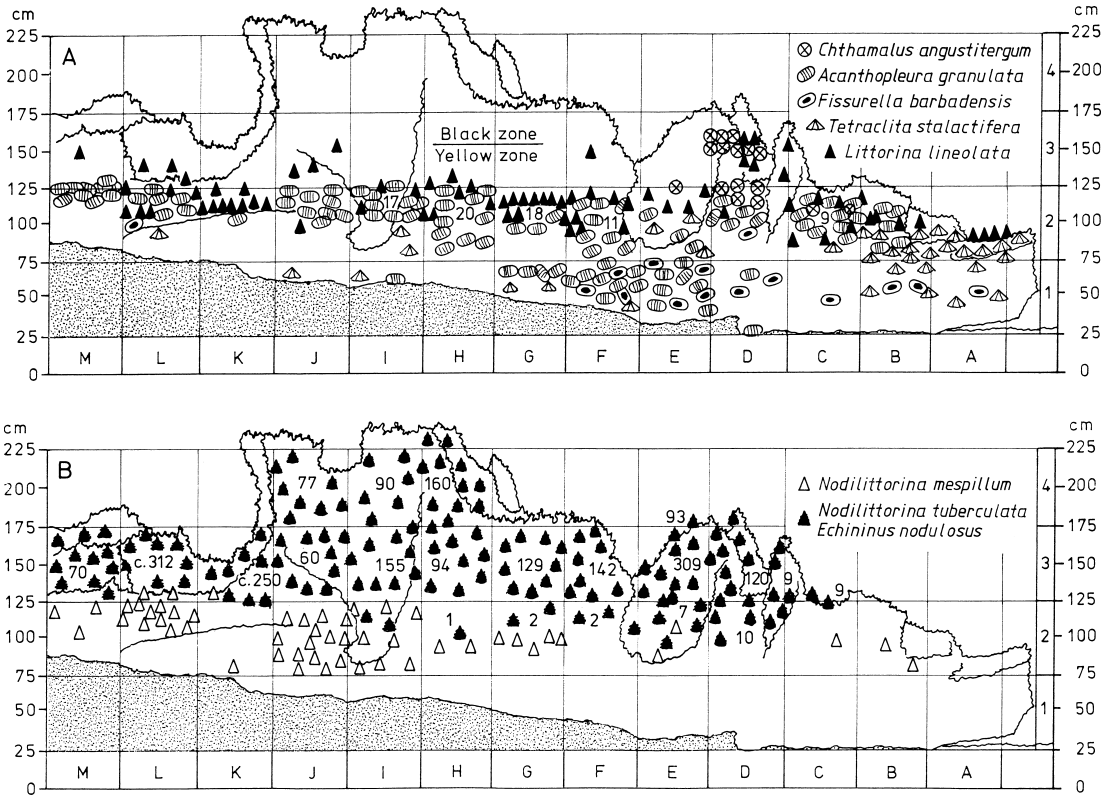 cm cm
225 225
A
Chthamalus angustitergum
200 4 200
Acanthopleura granulata
Fissurella barbadensis
175 175
Tetraclita stalactifera
Black zone
Yellow zone
150 3 150
Littorina lineolata
125 125
17 20 18 11 9
100 2 100
75 75
50 1 50
25 25
M L K J I H G F E D C B A
0 0
cm cm
225 225
B
77 90 160
Nodilittorina mespillum
200 4 200
Nodilittorina tuberculata
Echininus nodulosus
93
175 175
c.312 60 155 94 129 142 309
150 3 150
70 c.250 120 9 9
125 125
1 2 2 7 10
100 2 100
75 75
50 1 50
25 25
M L K J I H G F E D C B A
0 0